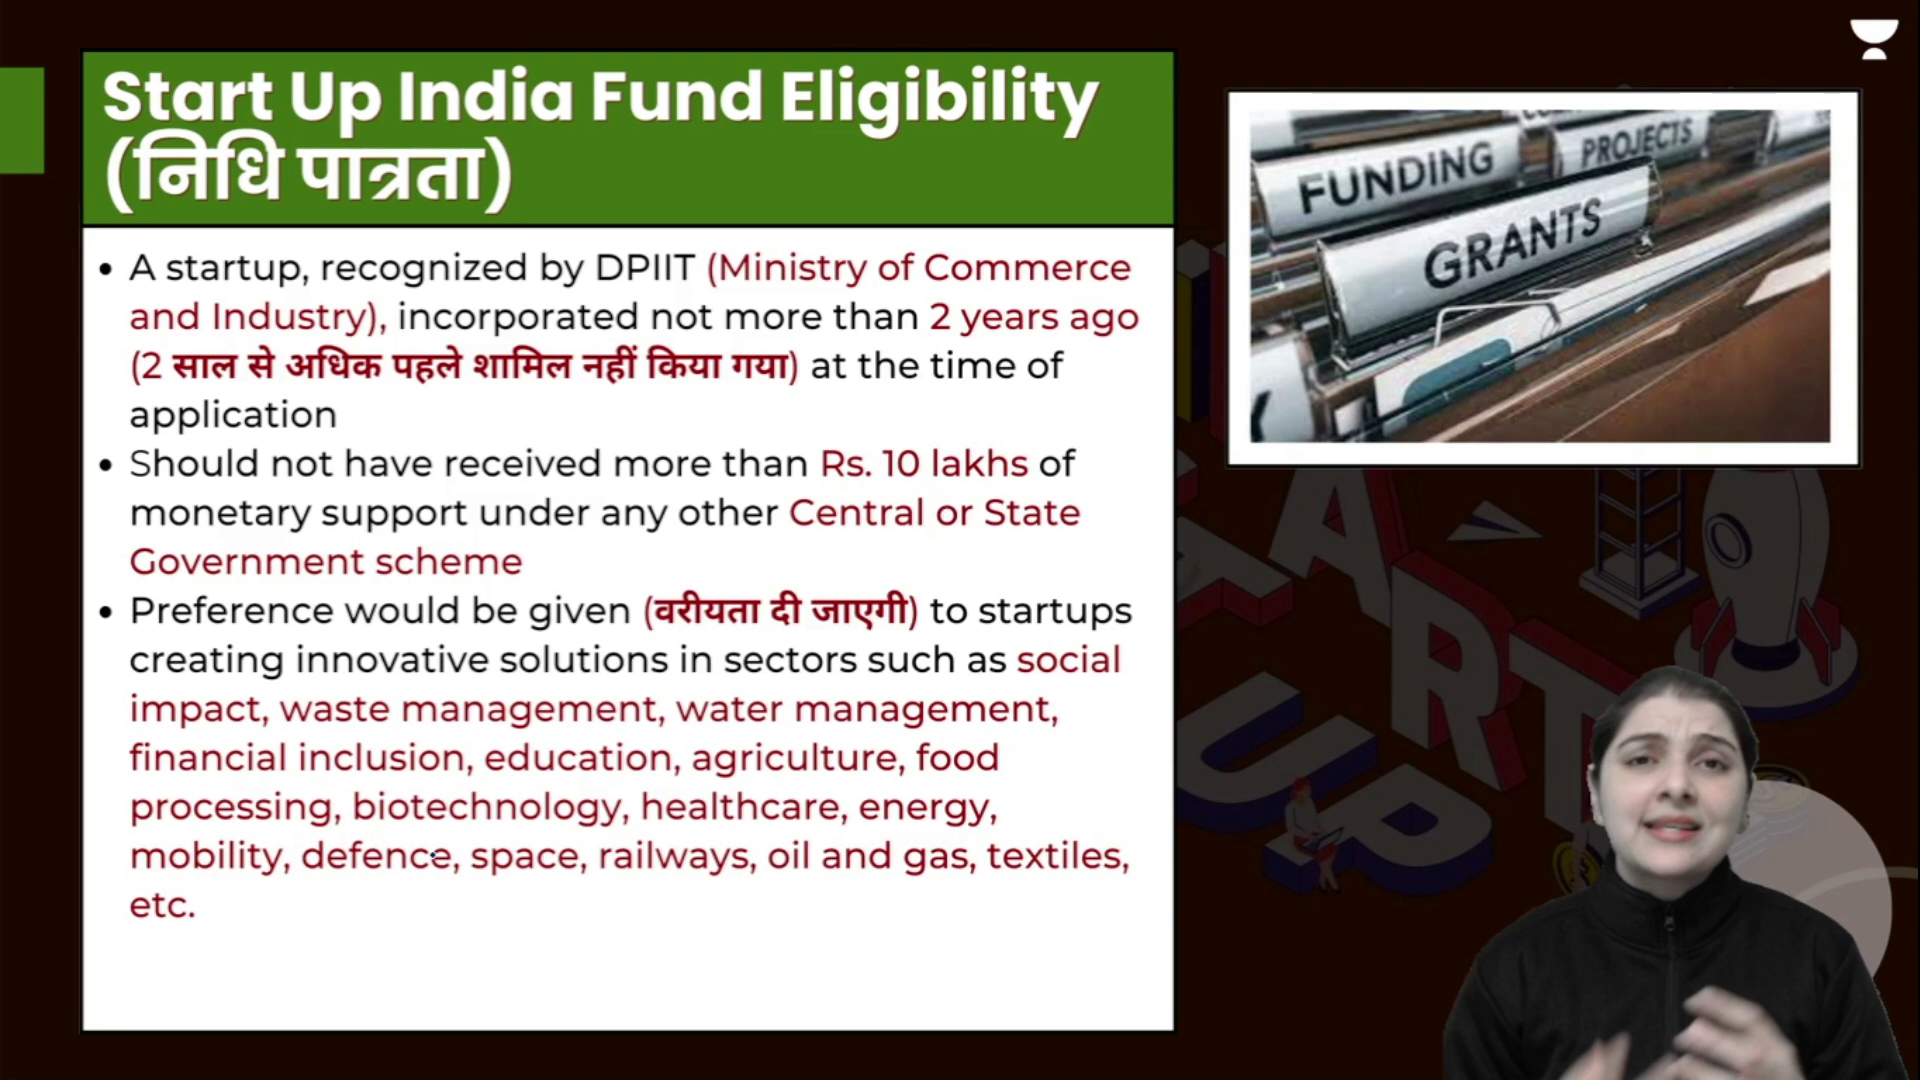 Start Up India Fund Eligibility
(निधि पात्रता)
• A startup, recognized by DPIIT (Ministry of Commerce
and Industry), incorporated not more than 2 years ago
(2 साल से अधिक पहले शामिल नहीं किया गया) at the time of
application
• Should not have received more than Rs. 10 lakhs of
monetary support under any other Central or State
Government scheme
• Preference would be given (वरीयता दी जाएगी) to startups
creating innovative solutions in sectors such as social
impact, waste management, water management,
financial inclusion, education, agriculture, food
processing, biotechnology, healthcare, energy,
mobility, defence, space, railways, oil and gas, textiles,
etc.
PROJECTS
FUNDING
GRANTS
START
UP